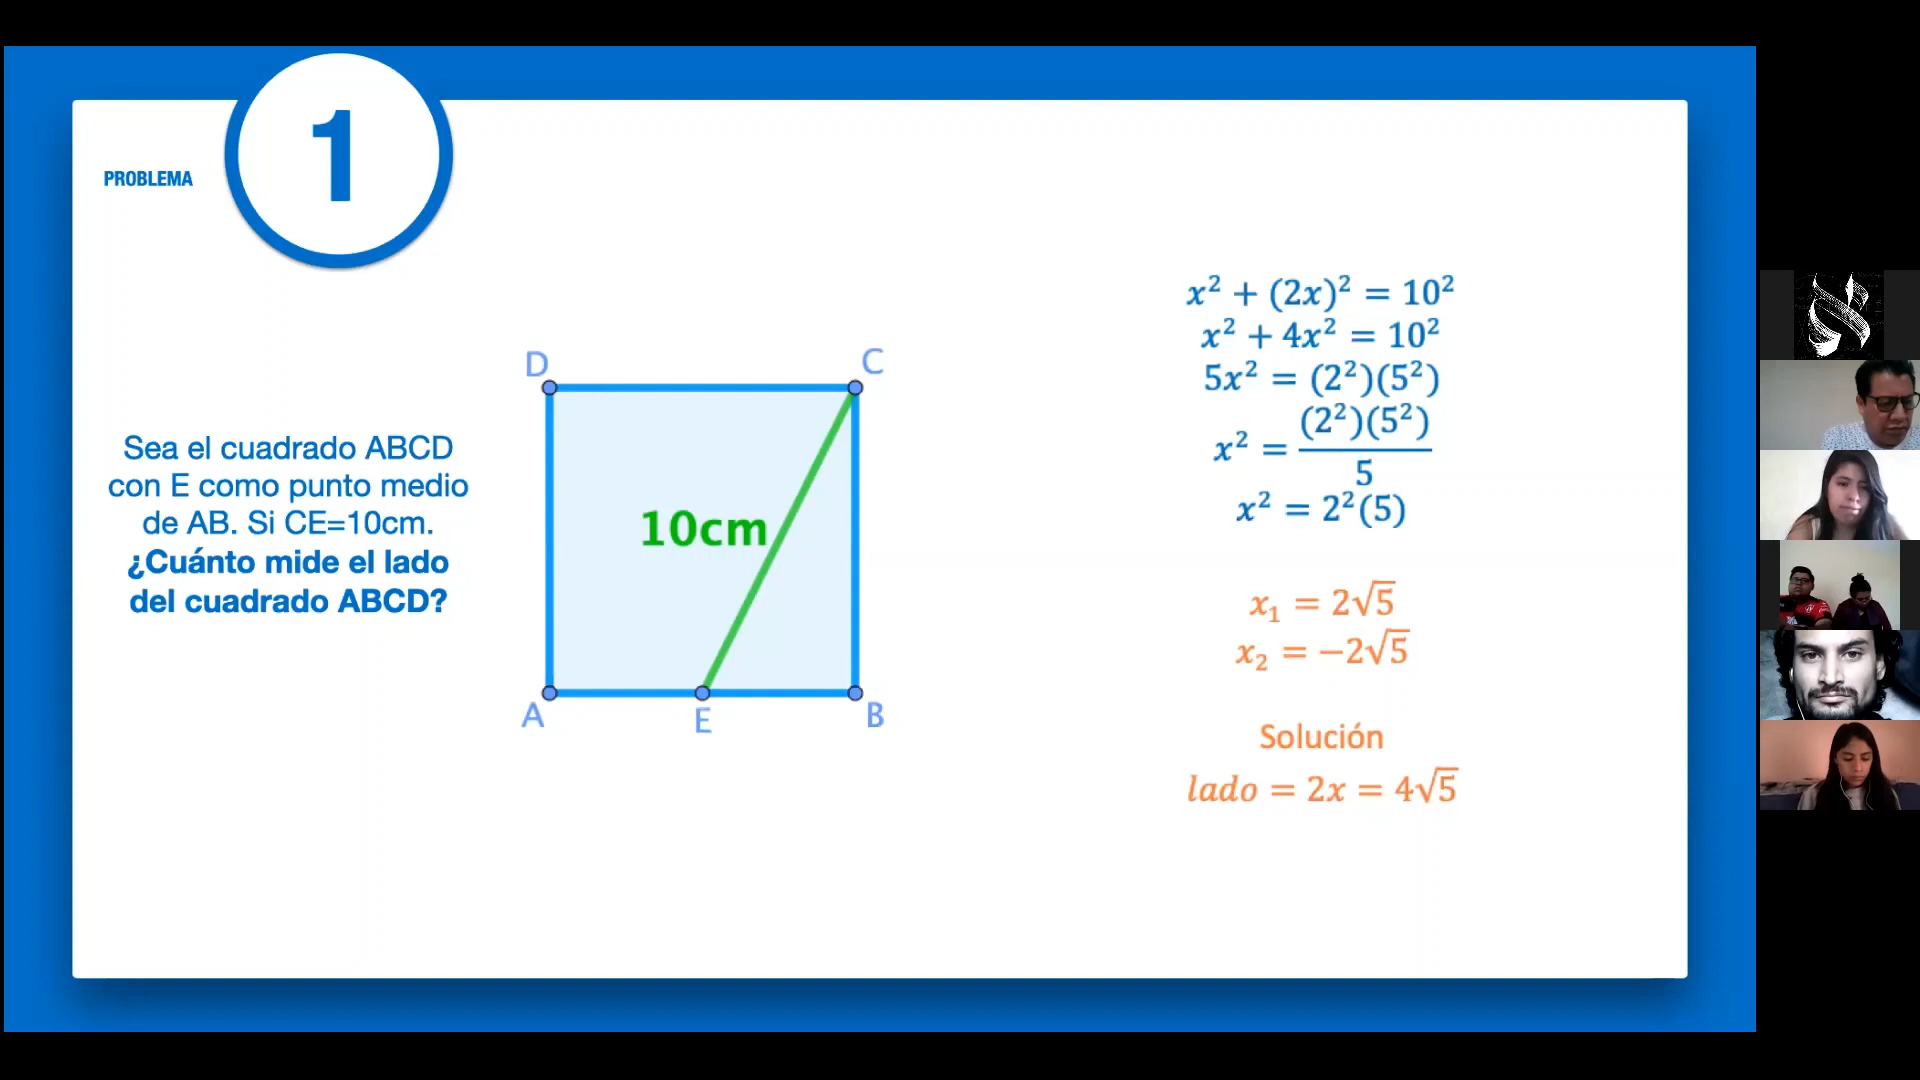 1
PROBLEMA
Sea el cuadrado ABCD
con E como punto medio
de AB. Si CE=10cm.
¿Cuánto mide el lado
del cuadrado ABCD?
D
C
10cm
A
E
B
x² + (2x)² = 10²
x² + 4x² = 10²
5x² = (2²)(5²)
x² = (2²)(5²)/5
x² = 2²(5)
x₁ = 2√5
x₂ = −2√5
Solución
lado = 2x = 4√5
א